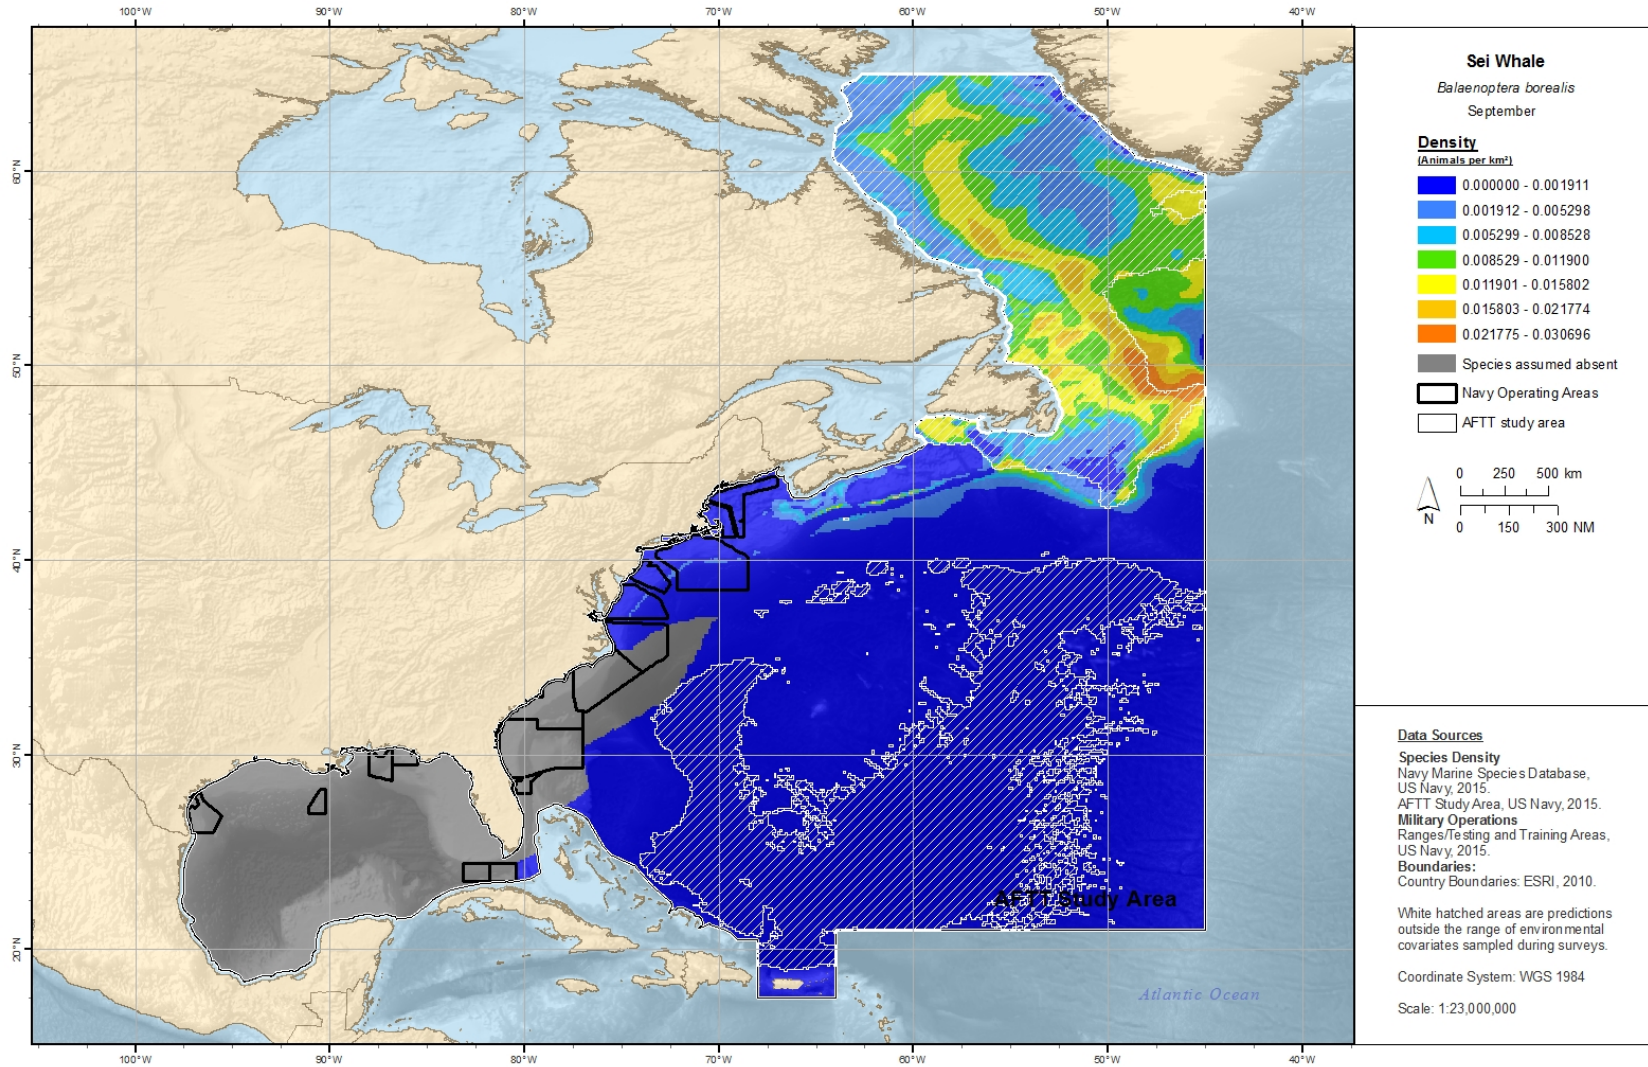 100°W 90°W 80°W 70°W 60°W 50°W 40°W
60°N
50°N
40°N
30°N
20°N
60°N
50°N
40°N
30°N
20°N
AFTT Study Area
Atlantic Ocean
100°W 90°W 80°W 70°W 60°W 50°W 40°W
Sei Whale
Balaenoptera borealis
September
Density
(Animals per km²)
0.000000 - 0.001911
0.001912 - 0.005298
0.005299 - 0.008528
0.008529 - 0.011900
0.011901 - 0.015802
0.015803 - 0.021774
0.021775 - 0.030696
Species assumed absent
Navy Operating Areas
AFTT study area
0 250 500 km
N
0 150 300 NM
Data Sources
Species Density
Navy Marine Species Database,
US Navy, 2015.
AFTT Study Area, US Navy, 2015.
Military Operations
Ranges/Testing and Training Areas,
US Navy, 2015.
Boundaries:
Country Boundaries: ESRI, 2010.
White hatched areas are predictions
outside the range of environmental
covariates sampled during surveys.
Coordinate System: WGS 1984
Scale: 1:23,000,000